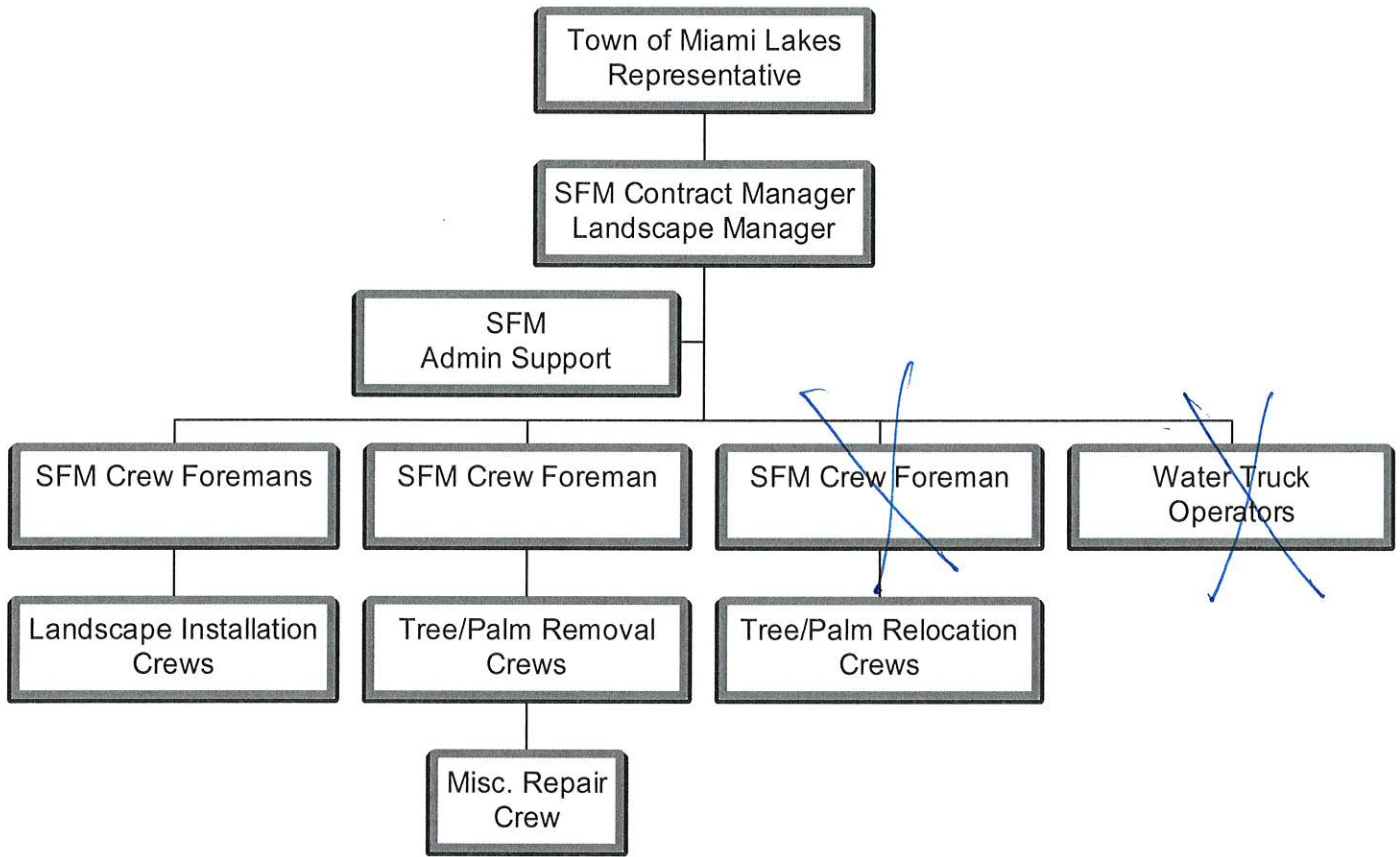 Town of Miami Lakes
Representative
SFM Contract Manager
Landscape Manager
SFM
Admin Support
SFM Crew Foremans
SFM Crew Foreman
SFM Crew Foreman
Water Truck
Operators
Landscape Installation
Crews
Tree/Palm Removal
Crews
Tree/Palm Relocation
Crews
Misc. Repair
Crew